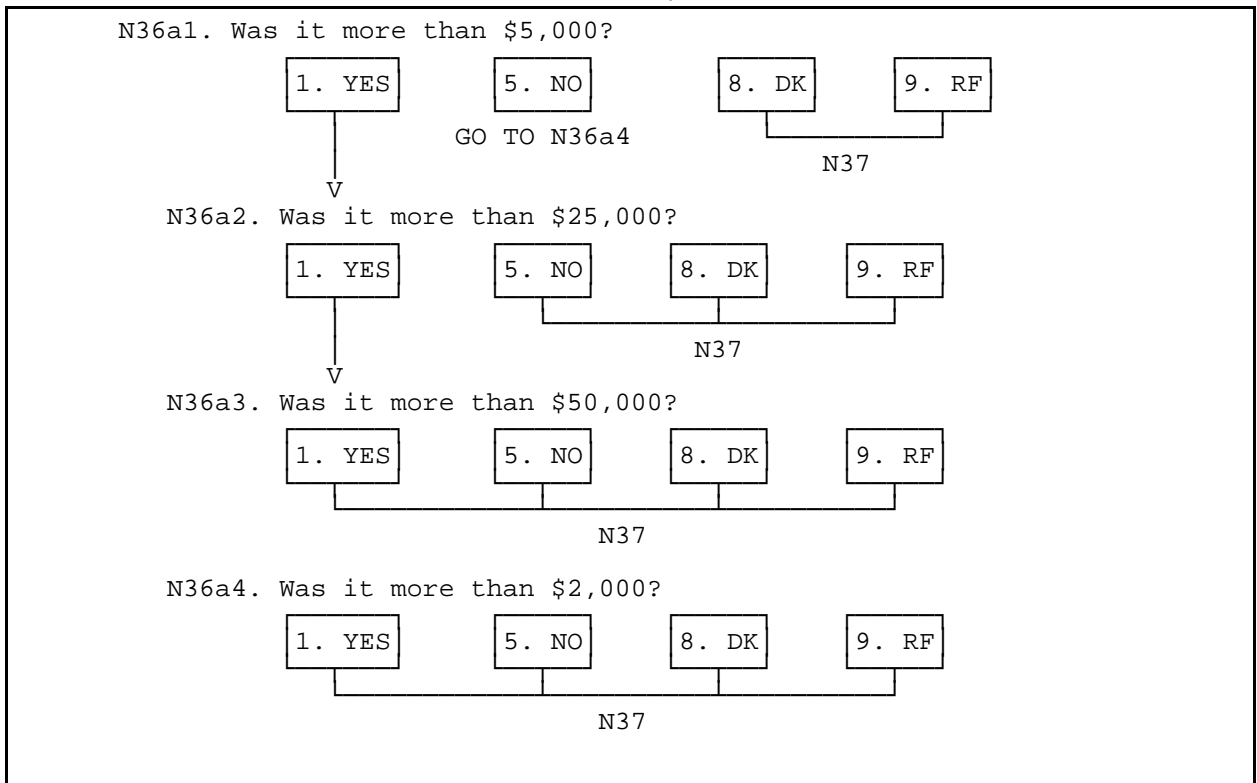 N36a1. Was it more than $5,000?
1. YES 5. NO 8. DK 9. RF
GO TO N36a4
N37
V
N36a2. Was it more than $25,000?
1. YES 5. NO 8. DK 9. RF
N37
V
N36a3. Was it more than $50,000?
1. YES 5. NO 8. DK 9. RF
N37
N36a4. Was it more than $2,000?
1. YES 5. NO 8. DK 9. RF
N37